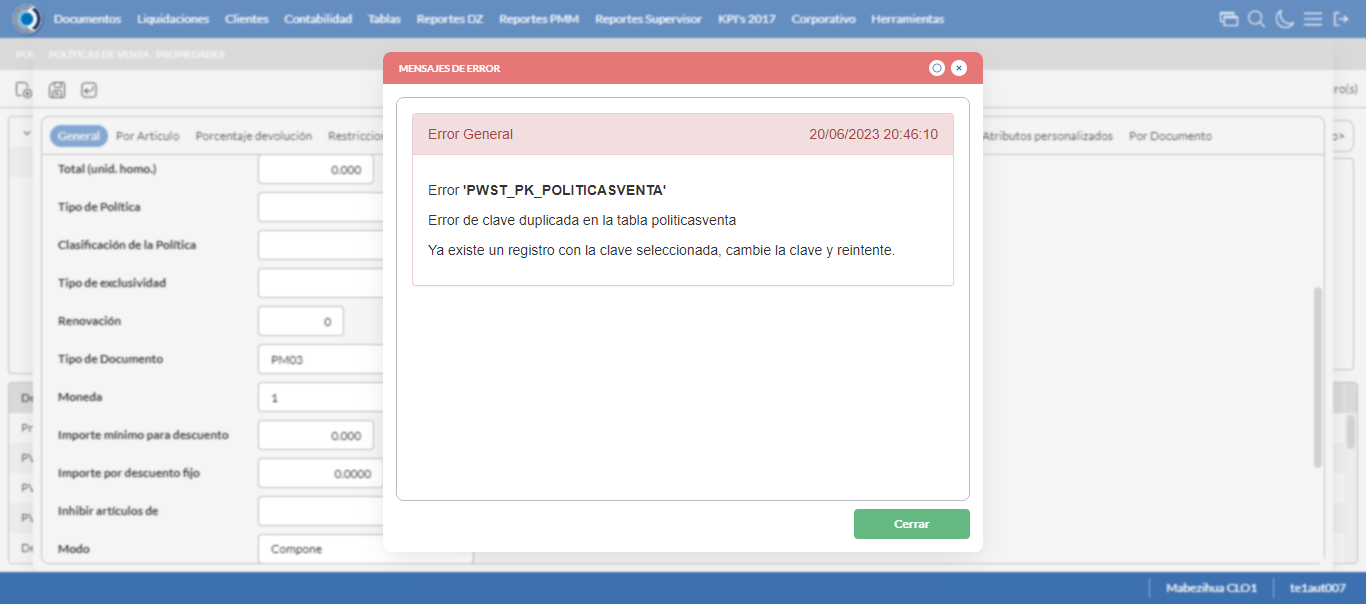 Documentos Liquidaciones Clientes Contabilidad Tablas Reportes DZ Reportes PMM Reportes Supervisor KPI's 2017 Corporativo Herramientas
POLÍTICAS DE VENTA : PROPIEDADES
MENSAJES DE ERROR
ro(s)
General Por Artículo Porcentaje devolución Restriccion Atributos personalizados Por Documento
Error General 20/06/2023 20:46:10
Error 'PWST_PK_POLITICASVENTA'
Error de clave duplicada en la tabla politicasventa
Ya existe un registro con la clave seleccionada, cambie la clave y reintente.
Total (unid. homo.) 0.000
Tipo de Política
Clasificación de la Política
Tipo de exclusividad
Renovación 0
Tipo de Documento PM03
Moneda 1
Importe mínimo para descuento 0.000
Importe por descuento fijo 0.0000
Inhibir artículos de
Modo Compone
Cerrar
Mabezihua CLO1 te1aut007